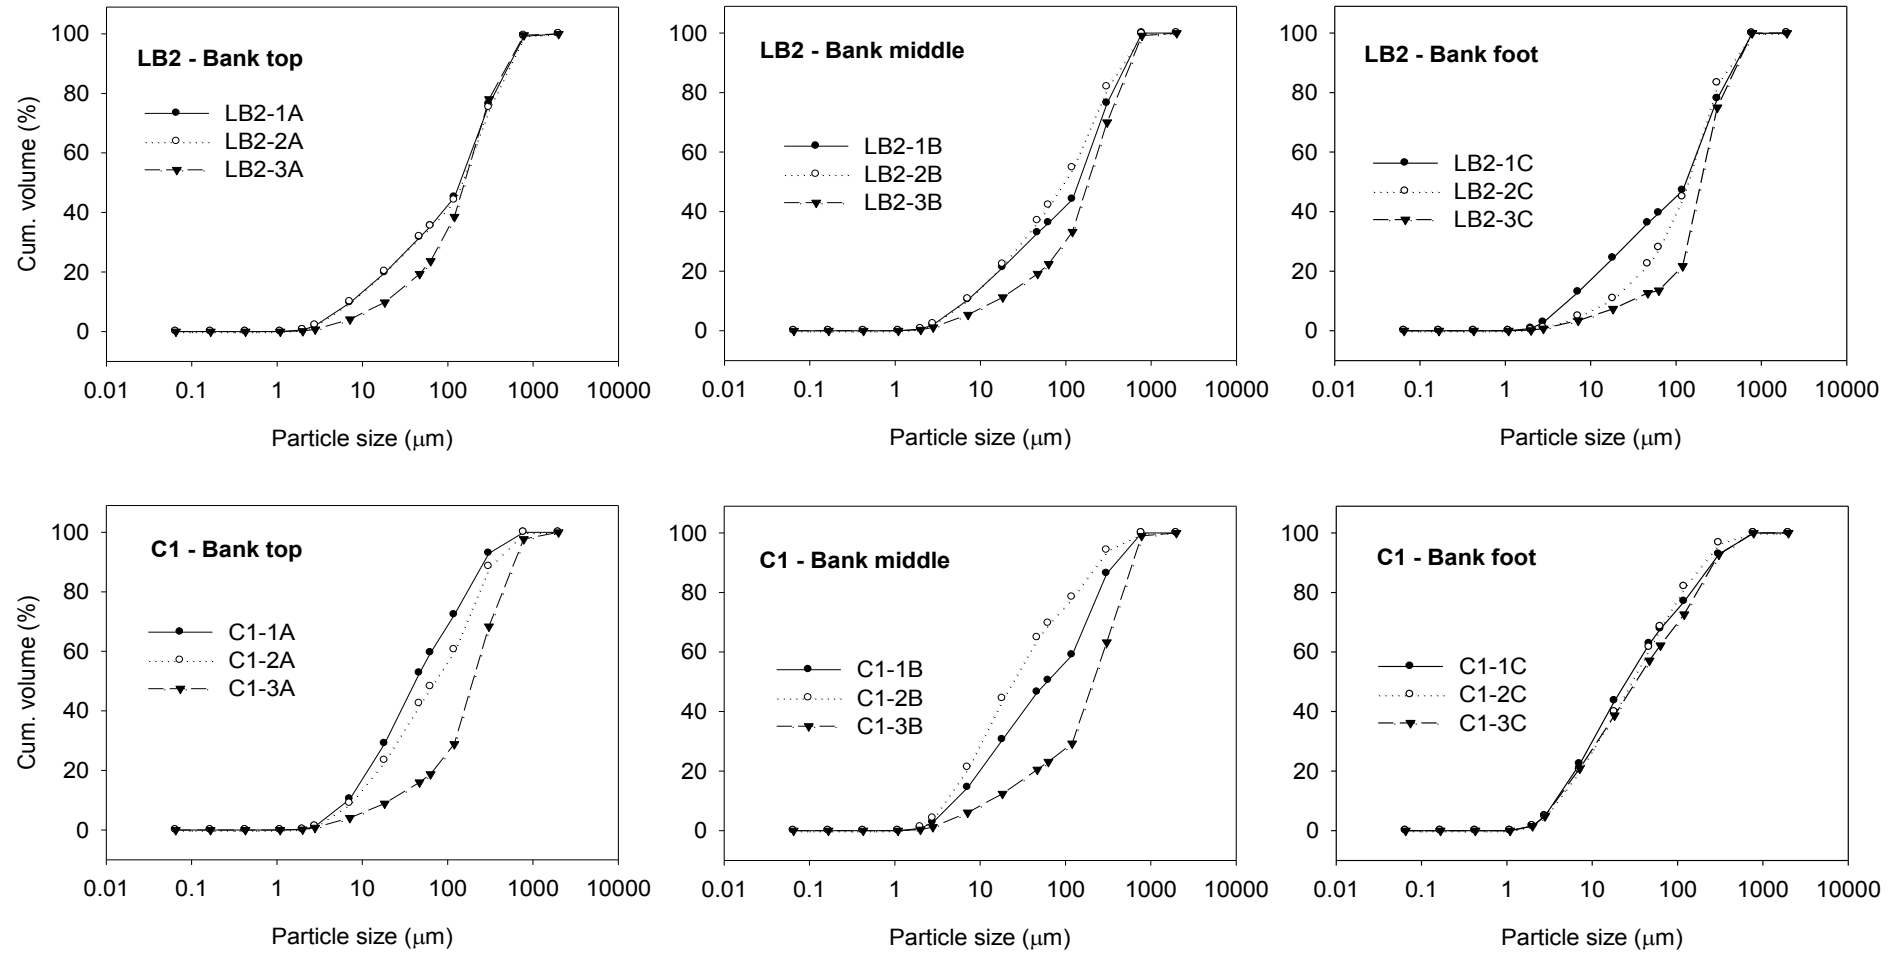 LB2 - Bank top
LB2-1A
LB2-2A
LB2-3A
Cum. volume (%)
100
80
60
40
20
0
0.01 0.1 1 10 100 1000 10000
Particle size (μm)
LB2 - Bank middle
LB2-1B
LB2-2B
LB2-3B
100
80
60
40
20
0
0.01 0.1 1 10 100 1000 10000
Particle size (μm)
LB2 - Bank foot
LB2-1C
LB2-2C
LB2-3C
100
80
60
40
20
0
0.01 0.1 1 10 100 1000 10000
Particle size (μm)
C1 - Bank top
C1-1A
C1-2A
C1-3A
Cum. volume (%)
100
80
60
40
20
0
0.01 0.1 1 10 100 1000 10000
Particle size (μm)
C1 - Bank middle
C1-1B
C1-2B
C1-3B
100
80
60
40
20
0
0.01 0.1 1 10 100 1000 10000
Particle size (μm)
C1 - Bank foot
C1-1C
C1-2C
C1-3C
100
80
60
40
20
0
0.01 0.1 1 10 100 1000 10000
Particle size (μm)